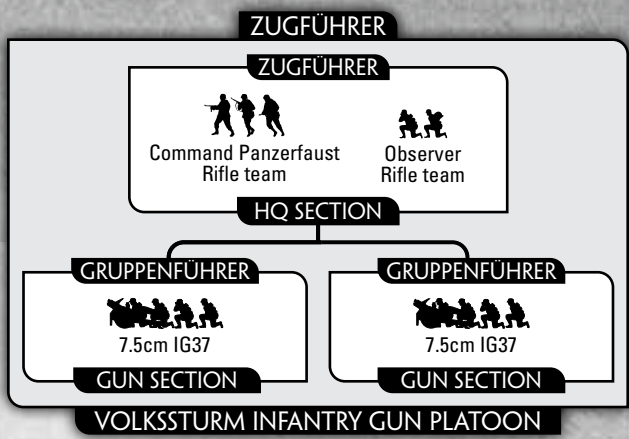 ZUGFÜHRER
ZUGFÜHRER
Command Panzerfaust
Rifle team
Observer
Rifle team
HQ SECTION
GRUPPENFÜHRER
7.5cm IG37
GUN SECTION
GRUPPENFÜHRER
7.5cm IG37
GUN SECTION
VOLKSSTURM INFANTRY GUN PLATOON